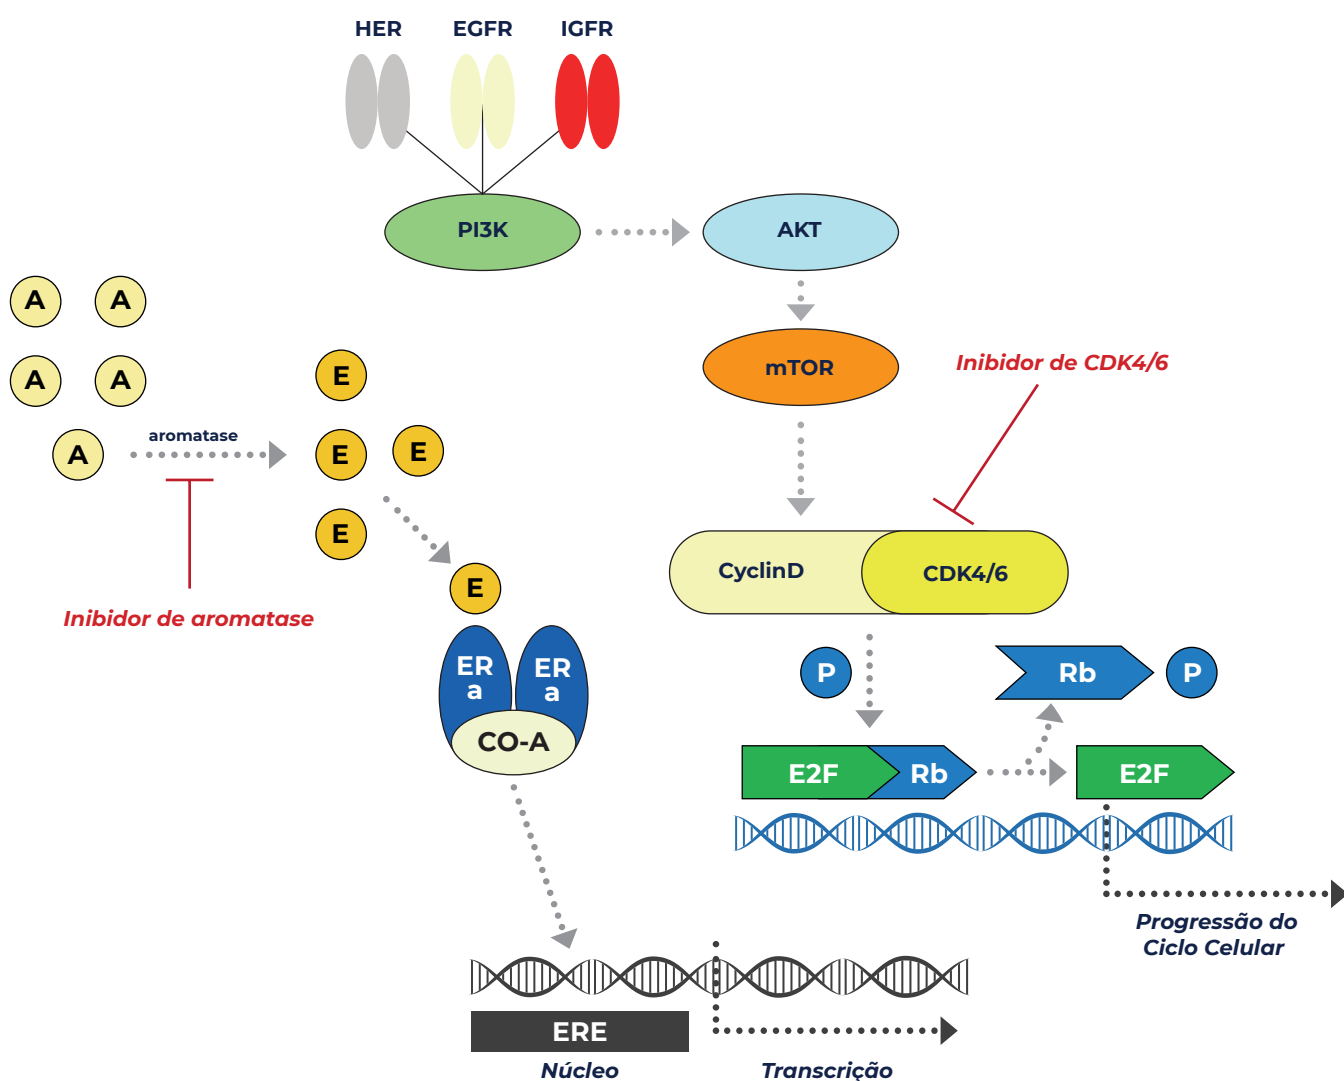 HER EGFR IGFR
PI3K AKT
A A
mTOR
Inibidor de CDK4/6
E
A A
aromatase
A E E
E
CyclinD CDK4/6
E
Inibidor de aromatase
ER
a
ER
a
P Rb P
CO-A
E2F Rb E2F
Progressão do
Ciclo Celular
ERE
Núcleo Transcrição